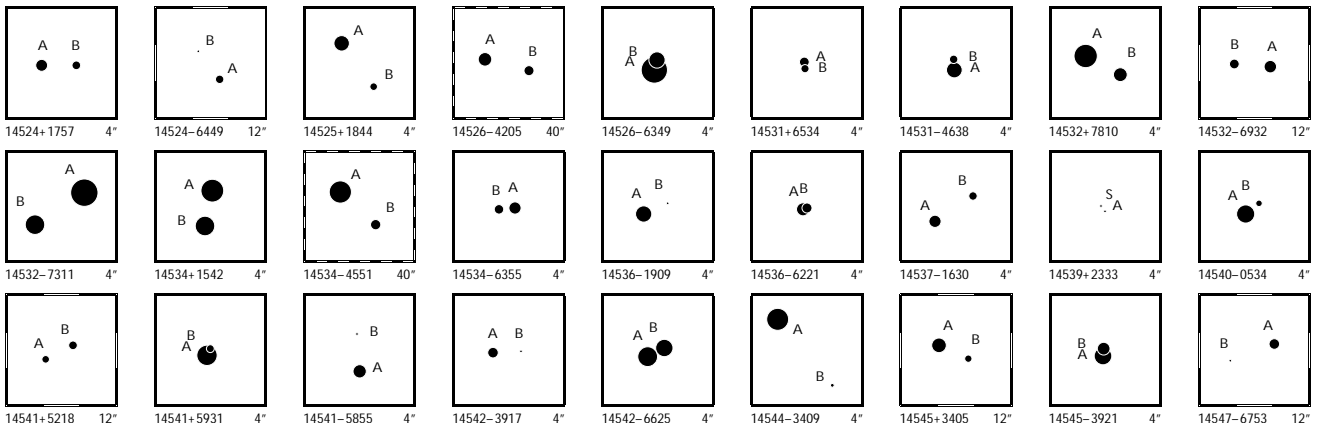 A B A B A B A B A B A B A B A B A B
14524+1757 4″ 14524−6449 12″ 14525+1844 4″ 14526−4205 40″ 14526−6349 4″ 14531+6534 4″ 14531−4638 4″ 14532+7810 4″ 14532−6932 12″
A B A B A B A B A B A B A B A S A B
14532−7311 4″ 14534+1542 4″ 14534−4551 40″ 14534−6355 4″ 14536−1909 4″ 14536−6221 4″ 14537−1630 4″ 14539+2333 4″ 14540−0534 4″
A B A B A B A B A B A B A B A B A B
14541+5218 12″ 14541+5931 4″ 14541−5855 4″ 14542−3917 4″ 14542−6625 4″ 14544−3409 4″ 14545+3405 12″ 14545−3921 4″ 14547−6753 12″